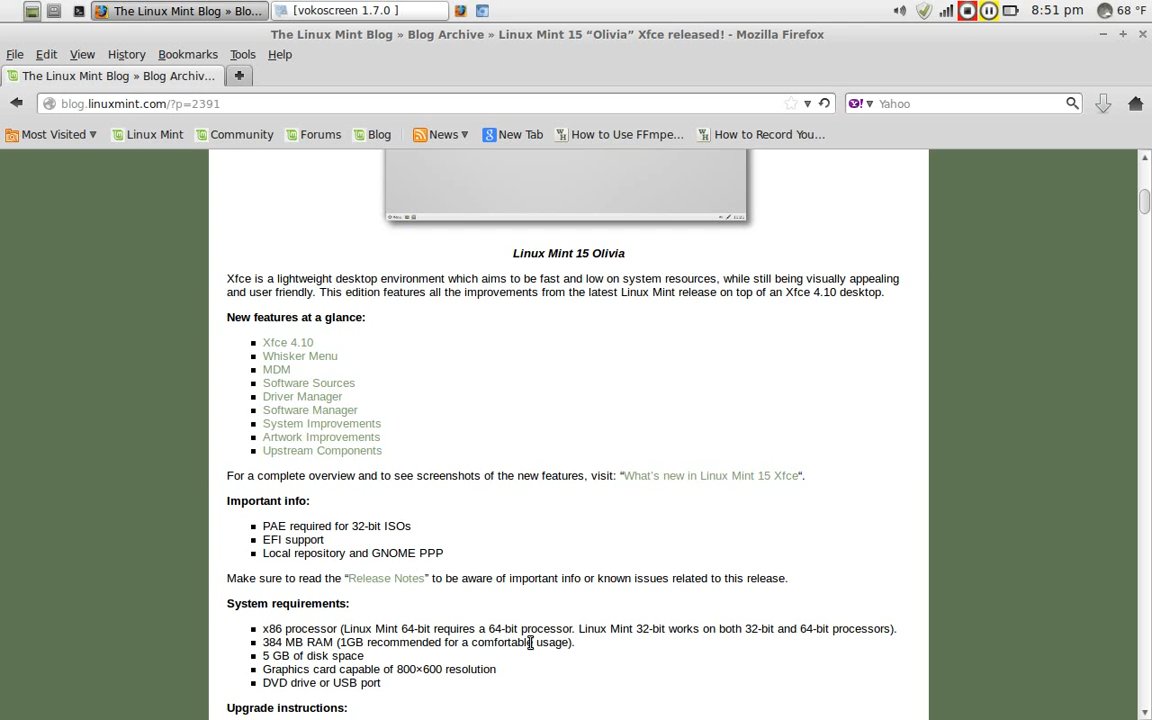 The Linux Mint Blog » Blo...
[vokoscreen 1.7.0 ]
8:51 pm
68 °F
The Linux Mint Blog » Blog Archive » Linux Mint 15 “Olivia” Xfce released! - Mozilla Firefox
File Edit View History Bookmarks Tools Help
The Linux Mint Blog » Blog Archiv...
blog.linuxmint.com/?p=2391
Yahoo
Most Visited Linux Mint Community Forums Blog News New Tab How to Use FFmpe... How to Record You...
Linux Mint 15 Olivia
Xfce is a lightweight desktop environment which aims to be fast and low on system resources, while still being visually appealing
and user friendly. This edition features all the improvements from the latest Linux Mint release on top of an Xfce 4.10 desktop.
New features at a glance:
Xfce 4.10
Whisker Menu
MDM
Software Sources
Driver Manager
Software Manager
System Improvements
Artwork Improvements
Upstream Components
For a complete overview and to see screenshots of the new features, visit: “What’s new in Linux Mint 15 Xfce“.
Important info:
PAE required for 32-bit ISOs
EFI support
Local repository and GNOME PPP
Make sure to read the “Release Notes” to be aware of important info or known issues related to this release.
System requirements:
x86 processor (Linux Mint 64-bit requires a 64-bit processor. Linux Mint 32-bit works on both 32-bit and 64-bit processors).
384 MB RAM (1GB recommended for a comfortable usage).
5 GB of disk space
Graphics card capable of 800×600 resolution
DVD drive or USB port
Upgrade instructions: